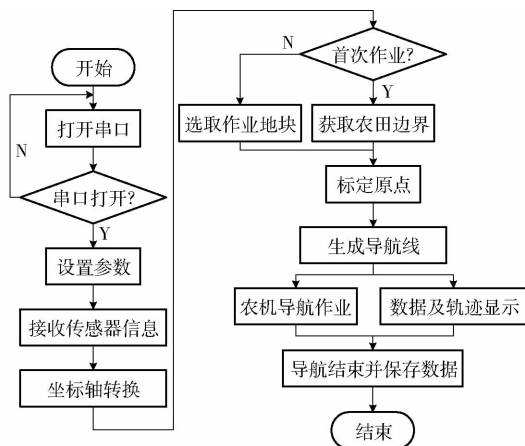 开始
打开串口
N
串口打开?
Y
设置参数
接收传感器信息
坐标轴转换
首次作业?
N
Y
选取作业地块
获取农田边界
标定原点
生成导航线
农机导航作业
数据及轨迹显示
导航结束并保存数据
结束